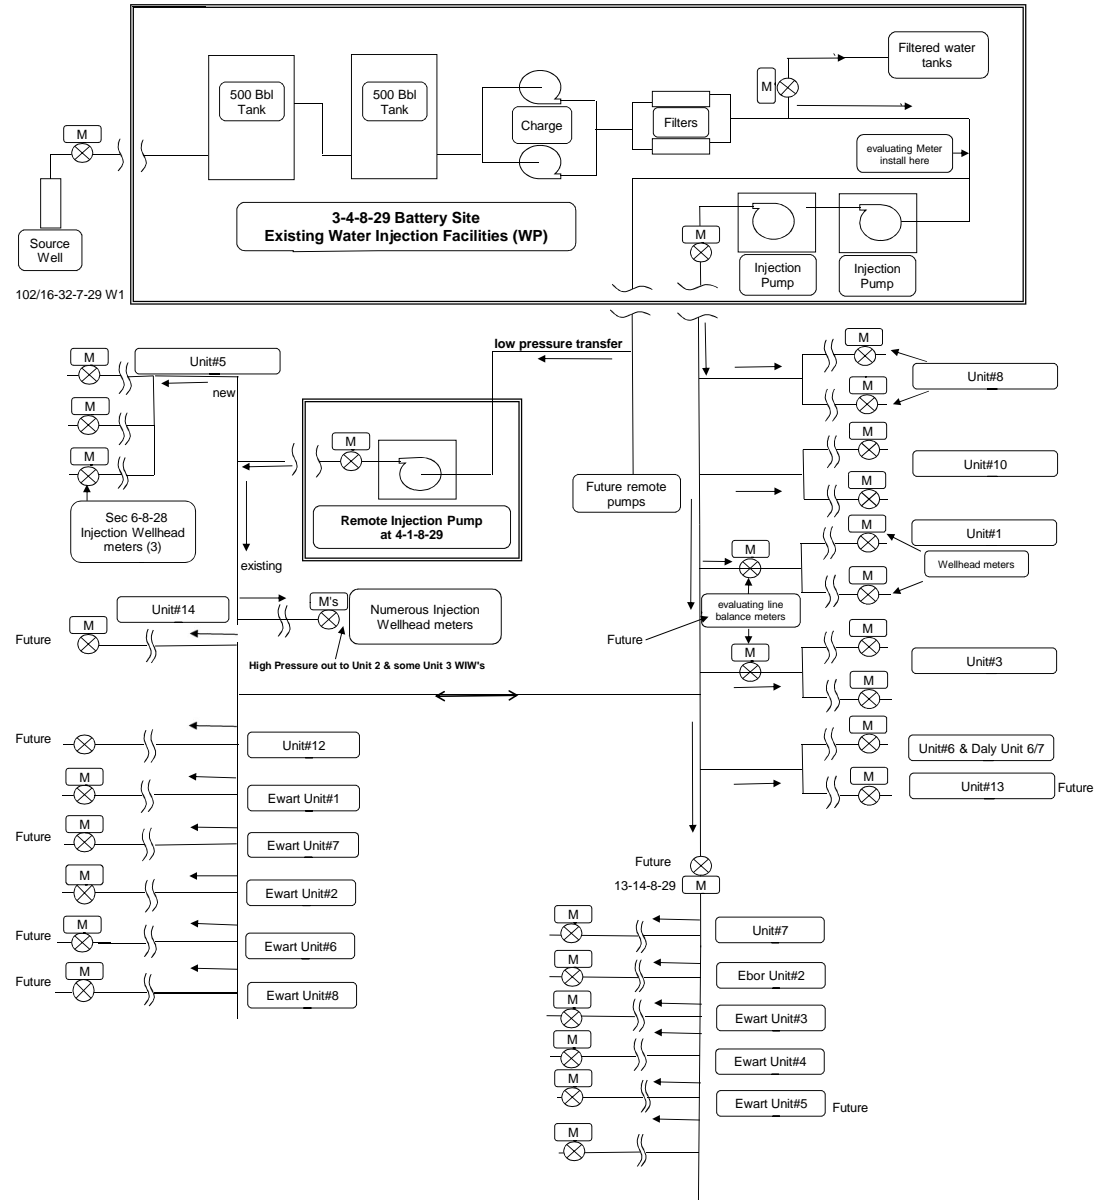 Filtered water
tanks
M
500 Bbl
Tank
500 Bbl
Tank
Charge
Filters
M
evaluating Meter
install here
3-4-8-29 Battery Site
Existing Water Injection Facilities (WP)
M
Source
Well
Injection
Pump
Injection
Pump
102/16-32-7-29 W1
low pressure transfer
M
Unit#5
new
M
M
Sec 6-8-28
Injection Wellhead
meters (3)
existing
M
Remote Injection Pump
at 4-1-8-29
Future remote
pumps
M
M
Unit#8
M
M
Unit#10
M
M
Unit#1
Wellhead meters
M
evaluating line
balance meters
Future
M
M
M
Unit#3
M
Unit#6 & Daly Unit 6/7
M
Unit#13
Future
Unit#14
Future
M
M's
Numerous Injection
Wellhead meters
High Pressure out to Unit 2 & some Unit 3 WIW's
Future
Unit#12
M
Ewart Unit#1
Future
M
Ewart Unit#7
M
Ewart Unit#2
Future
M
Ewart Unit#6
Future
M
Ewart Unit#8
Future
13-14-8-29
M
M
Unit#7
M
Ebor Unit#2
M
Ewart Unit#3
M
Ewart Unit#4
M
Ewart Unit#5
Future
M